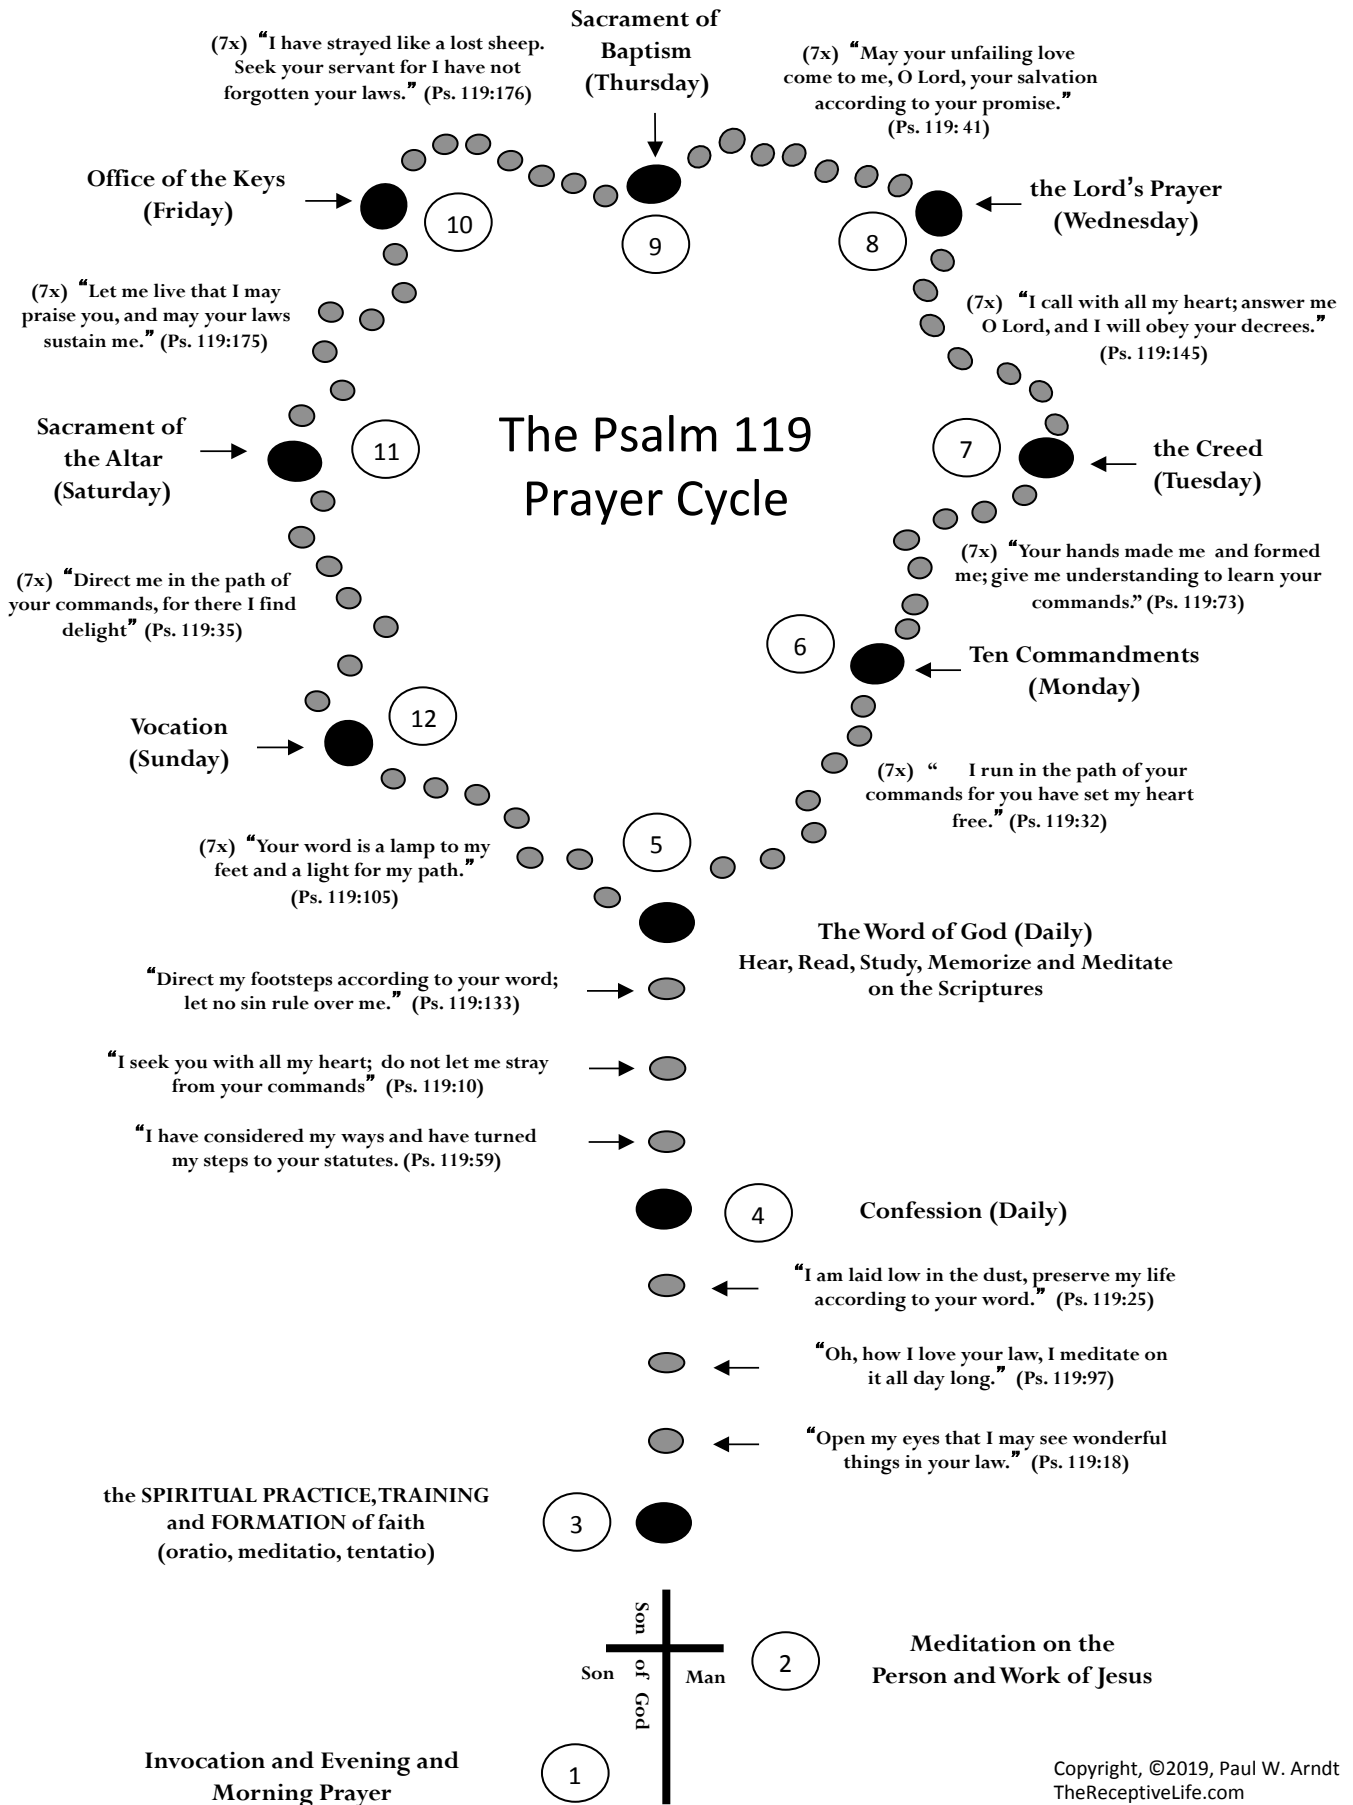 Sacrament of
Baptism
(Thursday)
(7x) “I have strayed like a lost sheep.
Seek your servant for I have not
forgotten your laws.” (Ps. 119:176)
(7x) “May your unfailing love
come to me, O Lord, your salvation
according to your promise.”
(Ps. 119: 41)
Office of the Keys
(Friday)
10
9
8
the Lord’s Prayer
(Wednesday)
(7x) “Let me live that I may
praise you, and may your laws
sustain me.” (Ps. 119:175)
(7x) “I call with all my heart; answer me
O Lord, and I will obey your decrees.”
(Ps. 119:145)
Sacrament of
the Altar
(Saturday)
11
The Psalm 119
Prayer Cycle
7
the Creed
(Tuesday)
(7x) “Direct me in the path of
your commands, for there I find
delight” (Ps. 119:35)
(7x) “Your hands made me and formed
me; give me understanding to learn your
commands.” (Ps. 119:73)
6
Ten Commandments
(Monday)
Vocation
(Sunday)
12
(7x) “ I run in the path of your
commands for you have set my heart
free.” (Ps. 119:32)
5
(7x) “Your word is a lamp to my
feet and a light for my path.”
(Ps. 119:105)
The Word of God (Daily)
Hear, Read, Study, Memorize and Meditate
on the Scriptures
“Direct my footsteps according to your word;
let no sin rule over me.” (Ps. 119:133)
“I seek you with all my heart; do not let me stray
from your commands” (Ps. 119:10)
“I have considered my ways and have turned
my steps to your statutes. (Ps. 119:59)
4
Confession (Daily)
“I am laid low in the dust, preserve my life
according to your word.” (Ps. 119:25)
“Oh, how I love your law, I meditate on
it all day long.” (Ps. 119:97)
“Open my eyes that I may see wonderful
things in your law.” (Ps. 119:18)
the SPIRITUAL PRACTICE, TRAINING
and FORMATION of faith
(oratio, meditatio, tentatio)
3
Son of God
Son Man
2
Meditation on the
Person and Work of Jesus
Invocation and Evening and
Morning Prayer
1
Copyright, ©2019, Paul W. Arndt
TheReceptiveLife.com